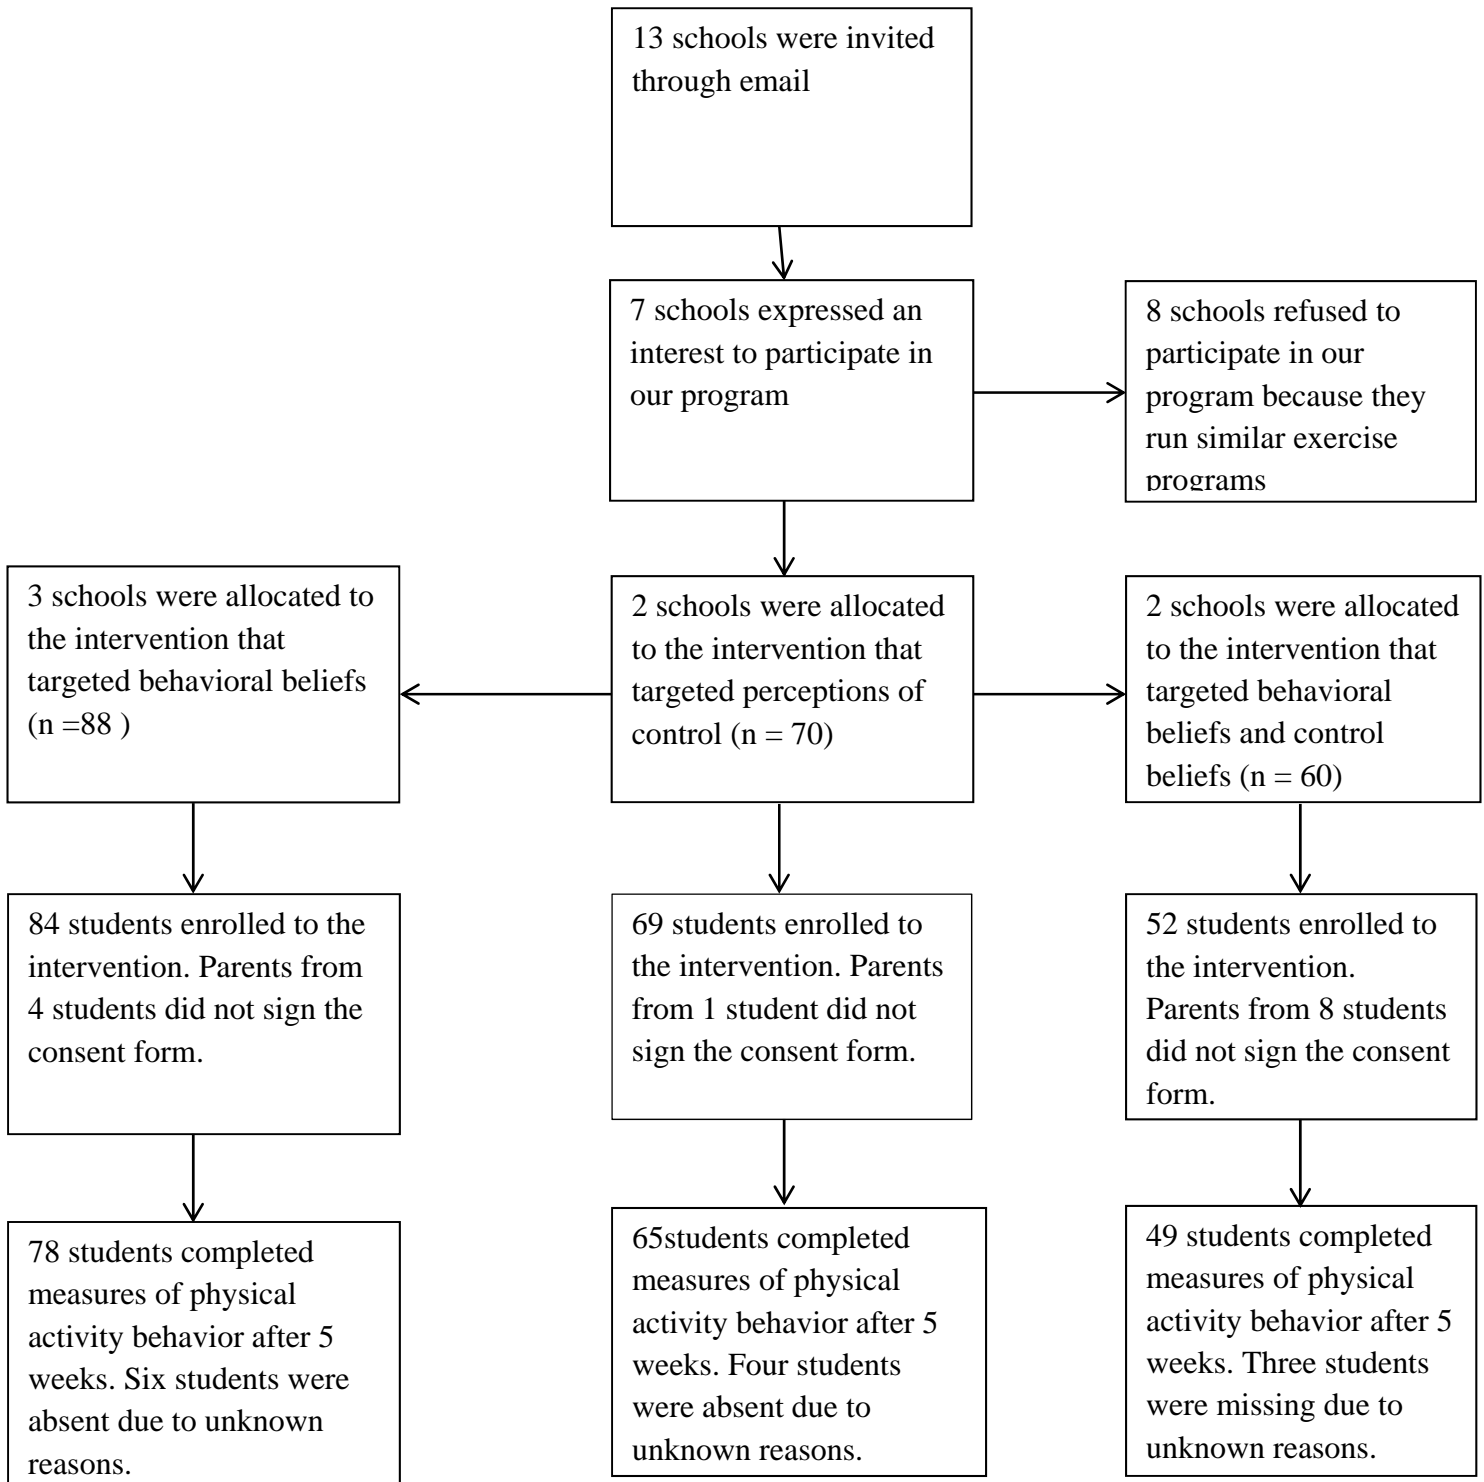 13 schools were invited
through email
7 schools expressed an
interest to participate in
our program
8 schools refused to
participate in our
program because they
run similar exercise
programs
3 schools were allocated to
the intervention that
targeted behavioral beliefs
(n =88 )
2 schools were allocated
to the intervention that
targeted perceptions of
control (n = 70)
2 schools were allocated
to the intervention that
targeted behavioral
beliefs and control
beliefs (n = 60)
84 students enrolled to the
intervention. Parents from
4 students did not sign the
consent form.
69 students enrolled to
the intervention. Parents
from 1 student did not
sign the consent form.
52 students enrolled to
the intervention.
Parents from 8 students
did not sign the consent
form.
78 students completed
measures of physical
activity behavior after 5
weeks. Six students were
absent due to unknown
reasons.
65students completed
measures of physical
activity behavior after 5
weeks. Four students
were absent due to
unknown reasons.
49 students completed
measures of physical
activity behavior after 5
weeks. Three students
were missing due to
unknown reasons.